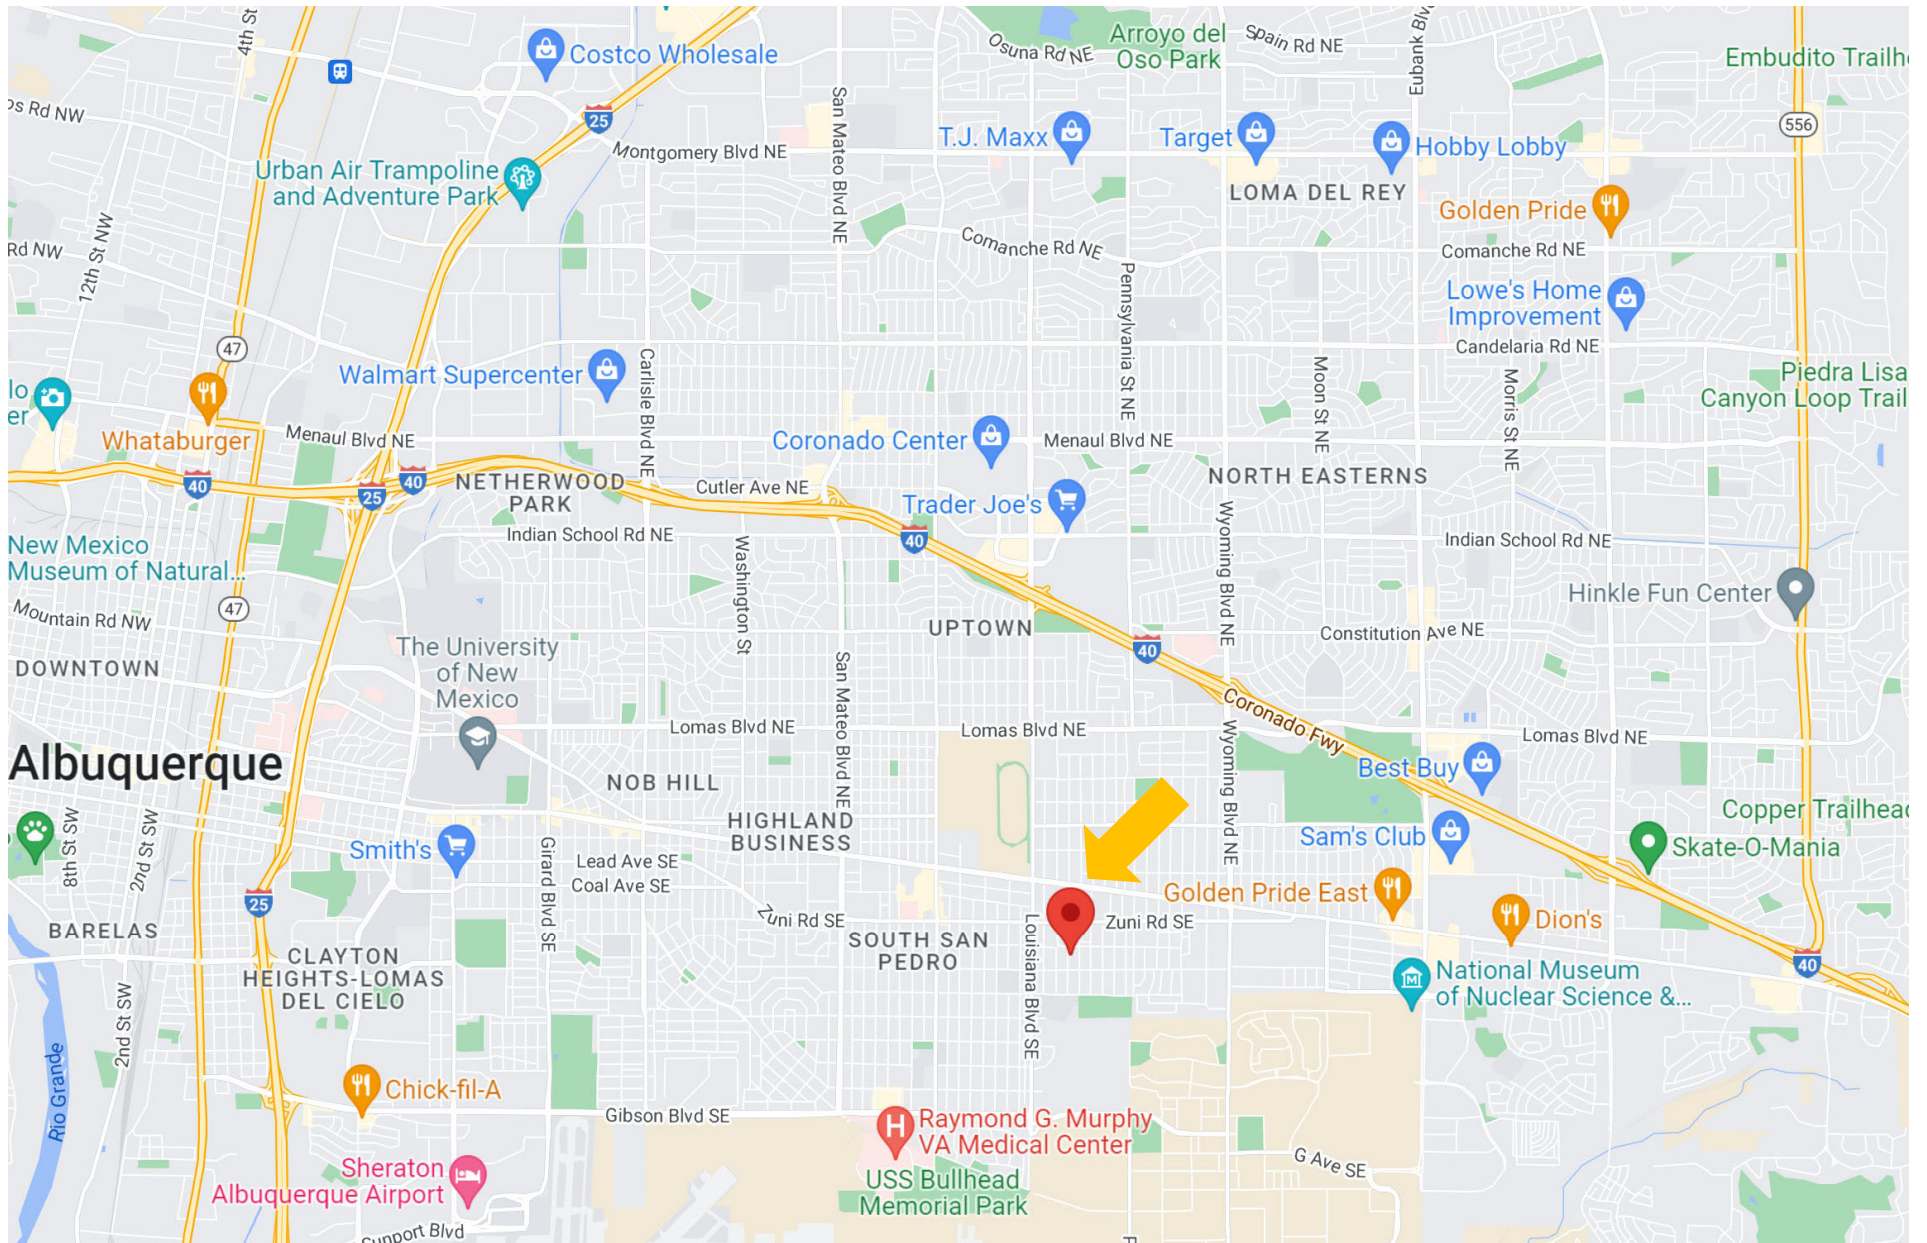 4th St
Costco Wholesale
Osuna Rd NE
Arroyo del
Oso Park
Spain Rd NE
Eubank Blv
Embudito Trailh
os Rd NW
25
Montgomery Blvd NE
San Mateo Blvd NE
T.J. Maxx
Target
Hobby Lobby
556
Urban Air Trampoline
and Adventure Park
LOMA DEL REY
Golden Pride
Rd NW
12th St NW
Comanche Rd NE
Comanche Rd NE
Pennsylvania St NE
Lowe's Home
Improvement
47
Candelaria Rd NE
Walmart Supercenter
Carlisle Blvd NE
Moon St NE
Morris St NE
Piedra Lisa
Canyon Loop Trail
lo
er
Whataburger
Menaul Blvd NE
Coronado Center
Menaul Blvd NE
40
25
40
NETHERWOOD
PARK
Cutler Ave NE
NORTH EASTERNS
Trader Joe's
Indian School Rd NE
40
Wyoming Blvd NE
Indian School Rd NE
New Mexico
Museum of Natural...
Washington St
Hinkle Fun Center
47
Mountain Rd NW
UPTOWN
Constitution Ave NE
40
The University
of New
Mexico
DOWNTOWN
San Mateo Blvd NE
Coronado Fwy
Lomas Blvd NE
Lomas Blvd NE
Wyoming Blvd NE
Lomas Blvd NE
Albuquerque
NOB HILL
Best Buy
HIGHLAND
BUSINESS
Copper Trailhead
8th St SW
2nd St SW
Smith's
Girard Blvd SE
Lead Ave SE
Coal Ave SE
Sam's Club
Skate-O-Mania
25
Golden Pride East
Zuni Rd SE
Louisiana Blvd SE
Zuni Rd SE
Dion's
BARELAS
SOUTH SAN
PEDRO
CLAYTON
HEIGHTS-LOMAS
DEL CIELO
40
National Museum
of Nuclear Science &...
2nd St SW
Rio Grande
Chick-fil-A
Gibson Blvd SE
Raymond G. Murphy
VA Medical Center
G Ave SE
Sheraton
Albuquerque Airport
USS Bullhead
Memorial Park
Sunport Blvd